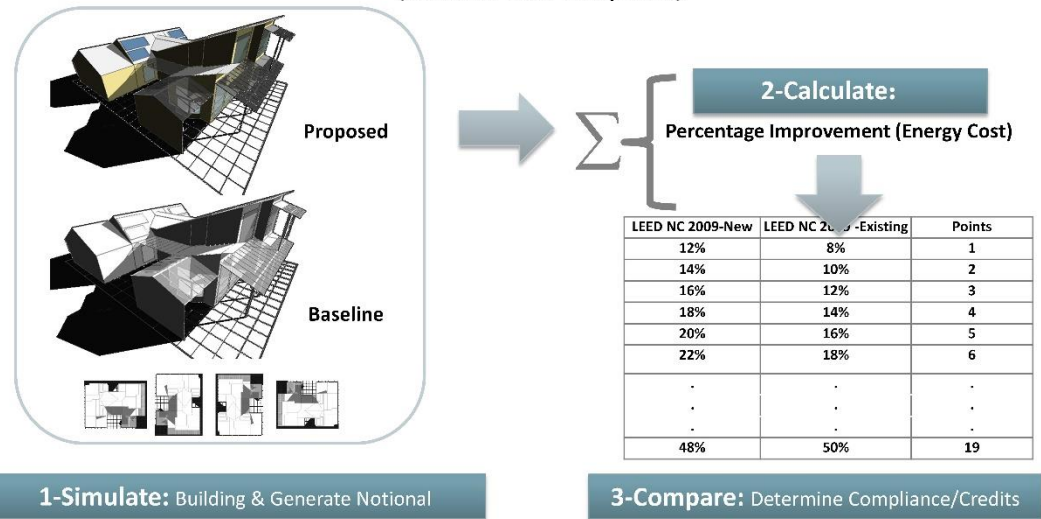 Proposed
Baseline
1-Simulate: Building & Generate Notional
2-Calculate:
Σ
Percentage Improvement (Energy Cost)
LEED NC 2009-New LEED NC -Existing Points
12% 8% 1
14% 10% 2
16% 12% 3
18% 14% 4
20% 16% 5
22% 18% 6
. . .
. . .
. . .
48% 50% 19
3-Compare: Determine Compliance/Credits